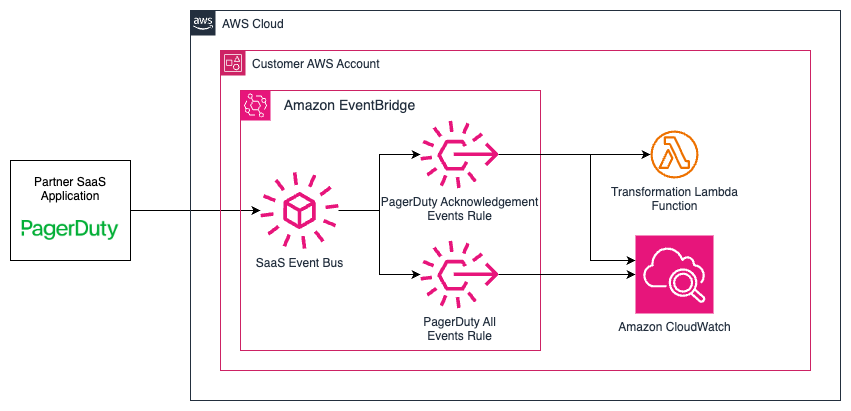 aws
AWS Cloud
Customer AWS Account
Amazon EventBridge
Partner SaaS
Application
PagerDuty
SaaS Event Bus
PagerDuty Acknowledgement
Events Rule
PagerDuty All
Events Rule
Transformation Lambda
Function
Amazon CloudWatch